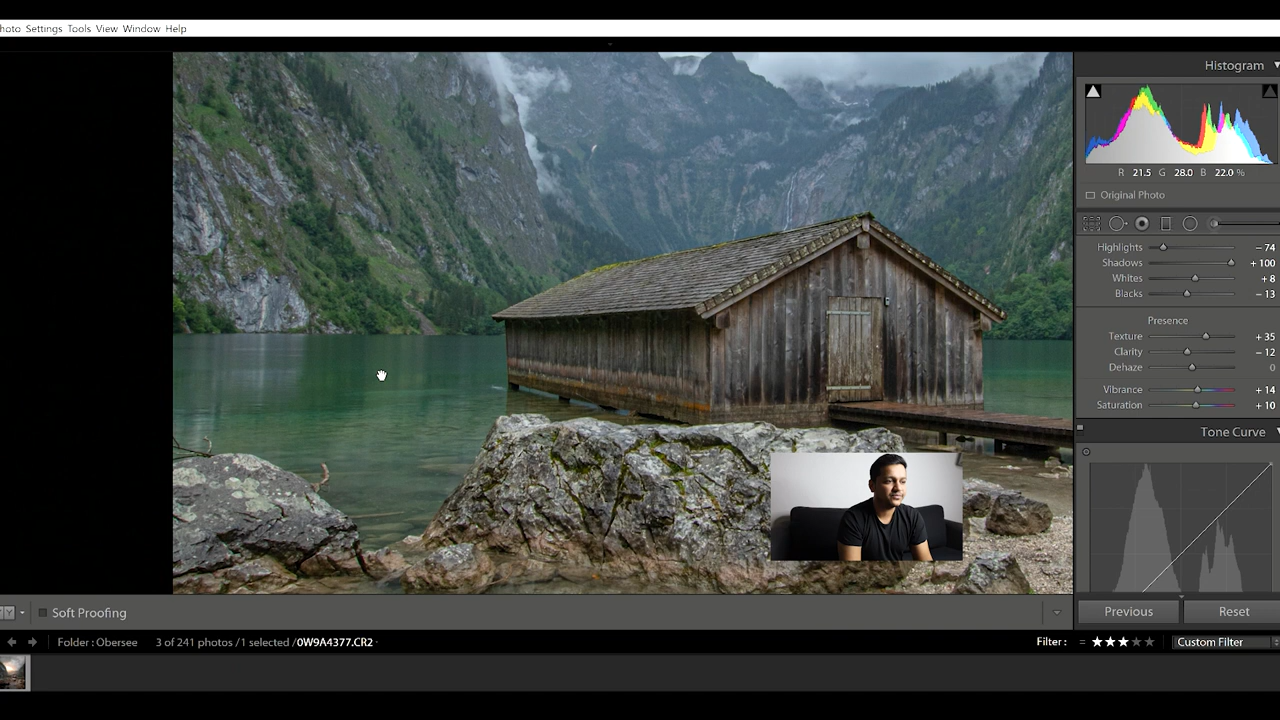 hoto Settings Tools View Window Help
Histogram
R 21.5 G 28.0 B 22.0 %
Original Photo
Highlights - 74
Shadows + 100
Whites + 8
Blacks - 13
Presence
Texture + 35
Clarity - 12
Dehaze 0
Vibrance + 14
Saturation + 10
Tone Curve
Previous Reset
Y Y Soft Proofing
Folder : Obersee 3 of 241 photos / 1 selected / 0W9A4377.CR2
Filter : = ★★★★★ Custom Filter